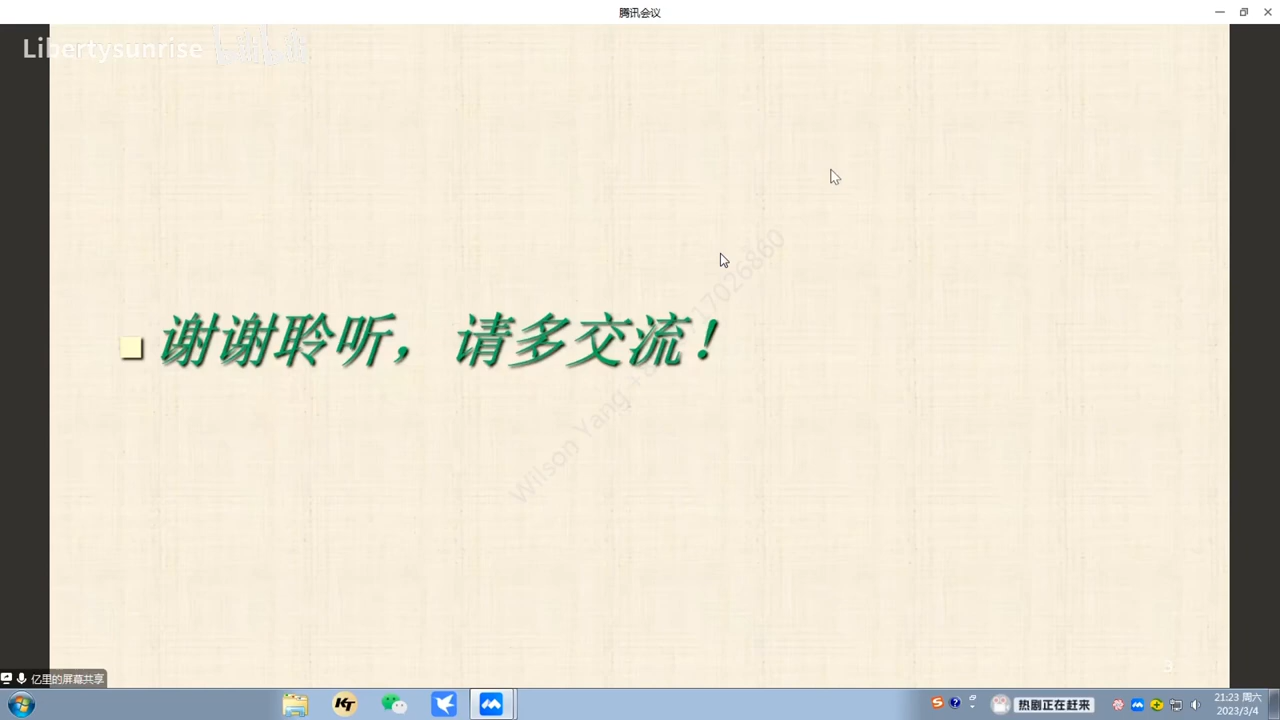 腾讯会议
Libertysunrise bilibili
谢谢聆听，请多交流！
亿里的屏幕共享
热剧正在赶来
21:23 周六
2023/3/4